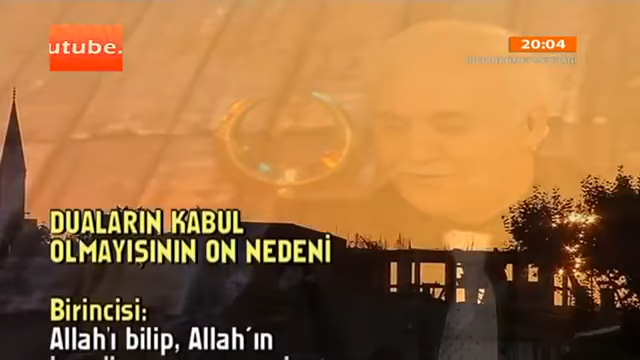 utube.
20:04
DUALARIN KABUL
OLMAYIŞININ ON NEDENİ
Birincisi:
Allah'ı bilip, Allah´ın